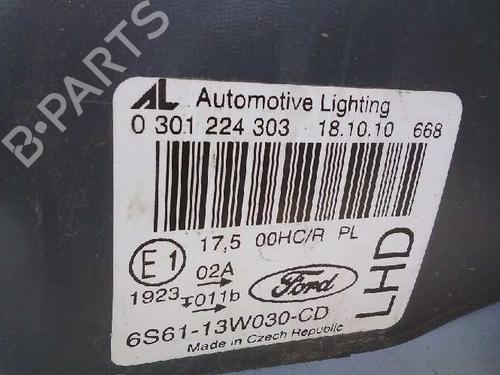 AL Automotive Lighting
0 301 224 303 18.10.10 668
17,5 00HC/R PL
E1 02A
1923 011b
Ford
LHD
6S61-13W030-CD
Made in Czech Republic
B-PARTS